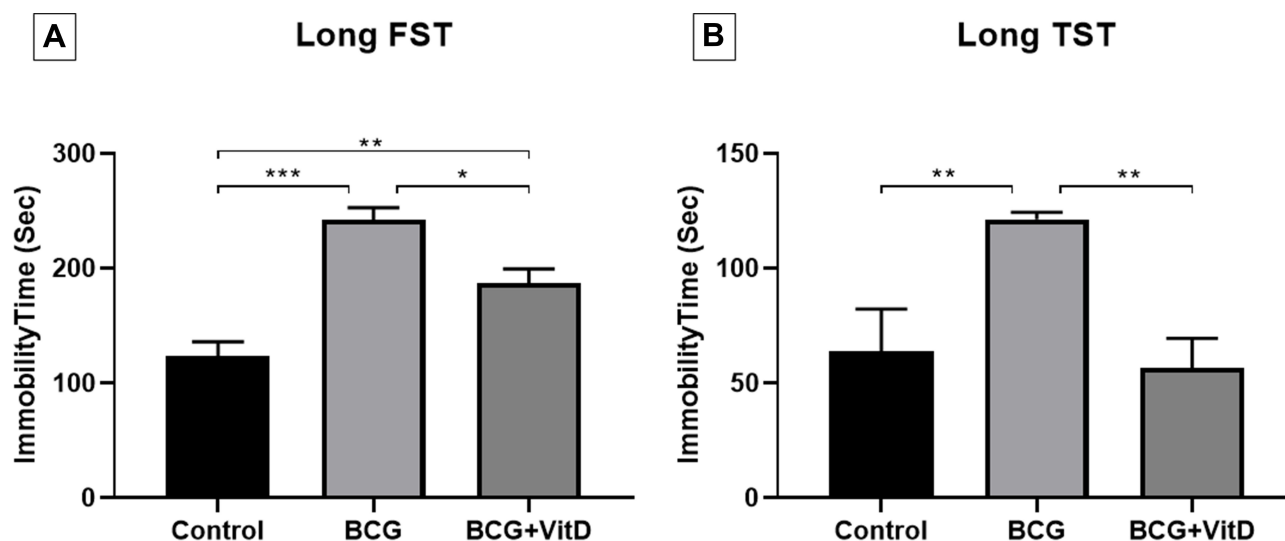 A
Long FST
ImmobilityTime (Sec)
300
200
100
0
**
***
*
Control
BCG
BCG+VitD
B
Long TST
ImmobilityTime (Sec)
150
100
50
0
**
**
Control
BCG
BCG+VitD